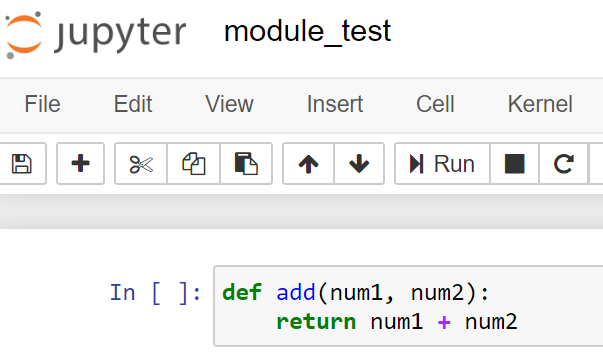 jupyter module_test
File Edit View Insert Cell Kernel
Run
In [ ]: def add(num1, num2):
return num1 + num2